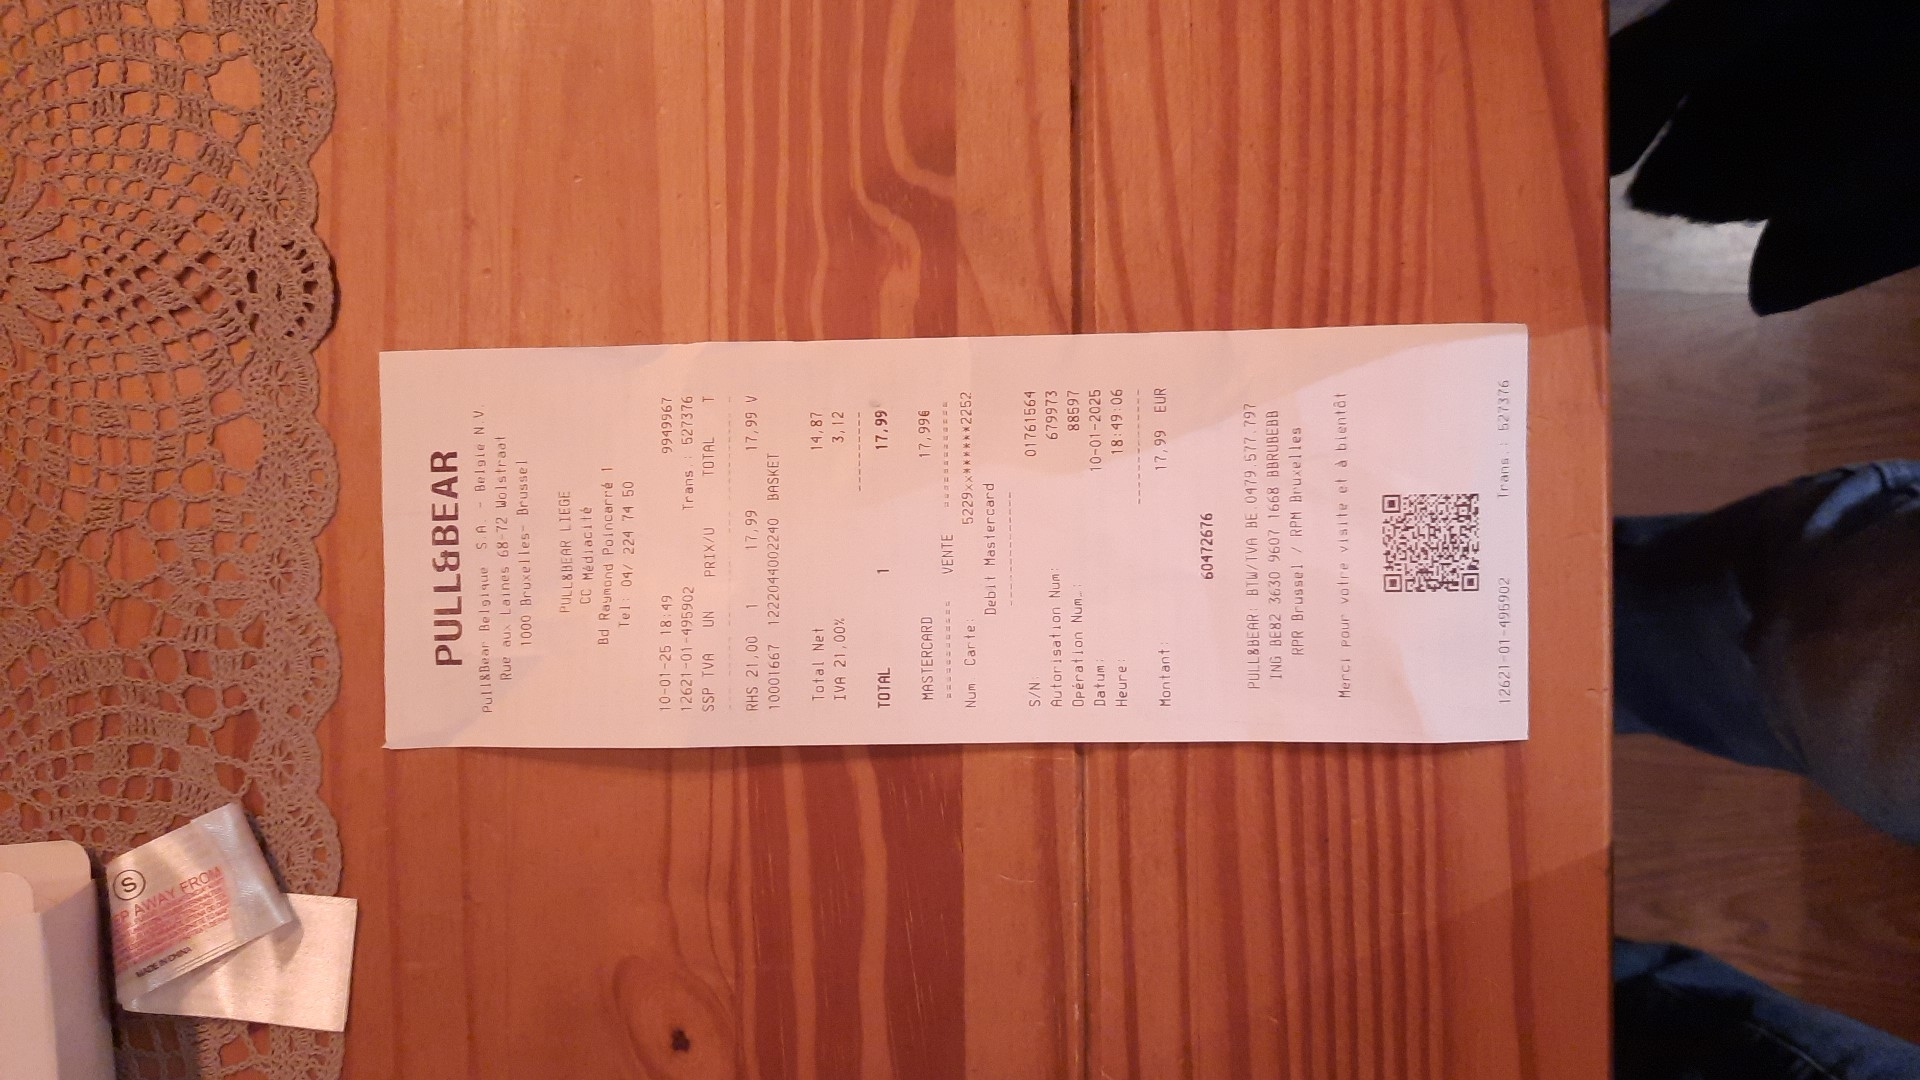 PULL&BEAR
Pull&Bear Belgique S.A. - Belgie N.V.
Rue aux Laines 68-72 Wolstraat
1000 Bruxelles- Brussel
PULL&BEAR LIEGE
CC Médiacité
Bd Raymond Poincarré 1
Tel: 04/ 224 74 50
10-01-25 18:49 9949967
12621-01-495902 Trans.: 527376
SSP TVA UN PRIX/U TOTAL T
RHS 21,00 1 17,99 17,99 V
10001667 12220440022​40 BASKET
Total Net 14,87
IVA 21,00% 3,12
TOTAL 1 17,99
MASTERCARD 17,99€
======== VENTE ================
Num Carte: 5229xx********2252
Debit Mastercard
S/N: 01761564
Autorisation Num: 679973
Opération Num.: 88597
Datum: 10-01-2025
Heure: 18:49:06
Montant: 17,99 EUR
60472676
PULL&BEAR: BTW/TVA BE.0479.577.797
ING BE82 3630 9607 1668 BBRUBEBB
RPR Brussel / RPM Bruxelles
Merci pour votre visite et à bientôt
12621-01-495902 Trans.: 527376
S
EP AWAY FROM
MADE IN CHINA